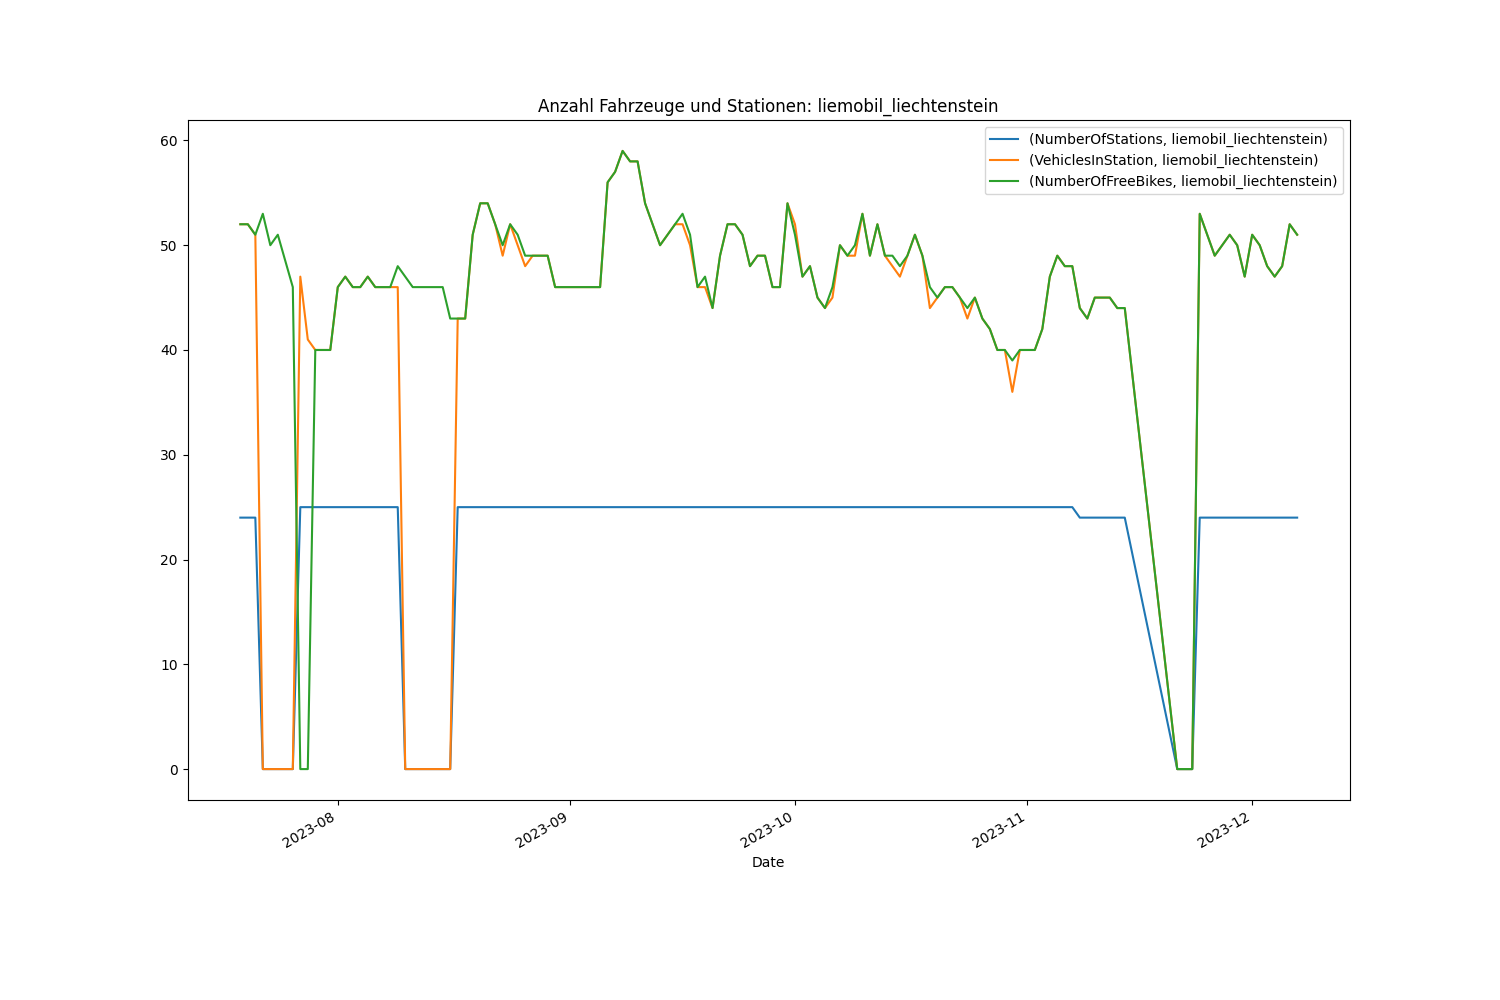 Anzahl Fahrzeuge und Stationen: liemobil_liechtenstein
(NumberOfStations, liemobil_liechtenstein)
(VehiclesInStation, liemobil_liechtenstein)
(NumberOfFreeBikes, liemobil_liechtenstein)
60
50
40
30
20
10
0
2023-08
2023-09
2023-10
2023-11
2023-12
Date